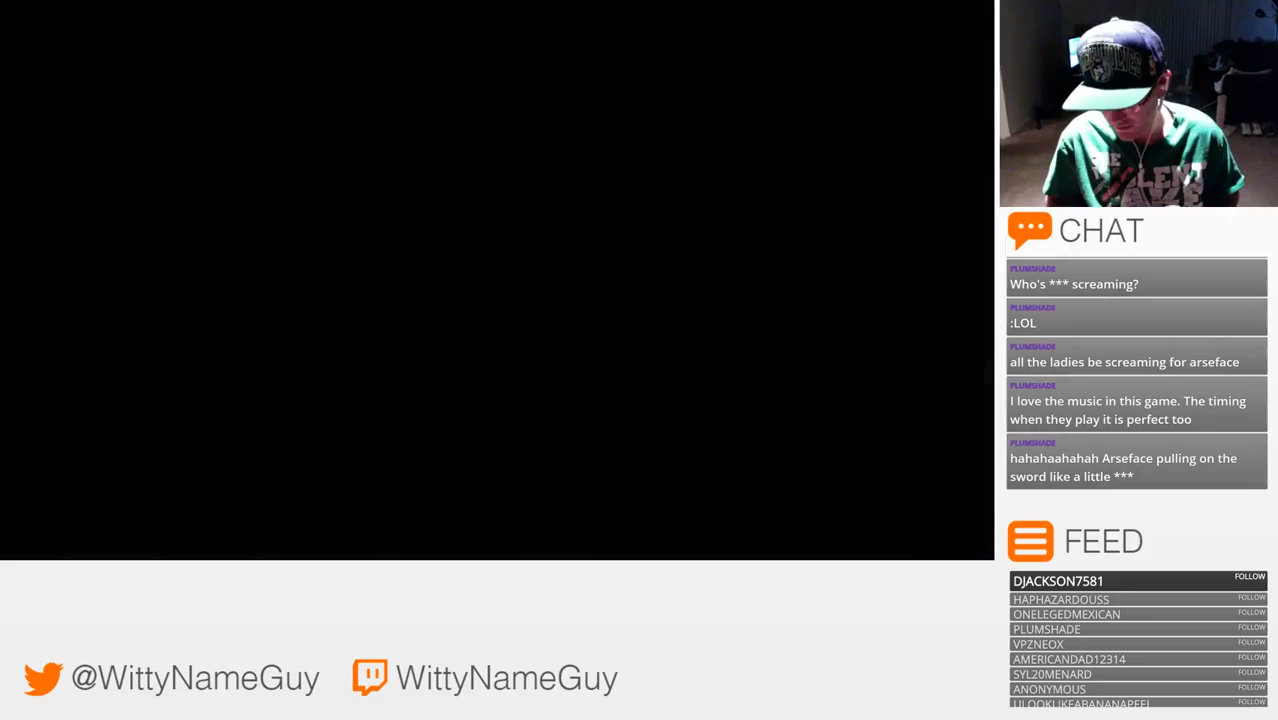 CHAT
PLUMSHADE
Who's *** screaming?
PLUMSHADE
:LOL
PLUMSHADE
all the ladies be screaming for arseface
PLUMSHADE
I love the music in this game. The timing
when they play it is perfect too
PLUMSHADE
hahahaahahah Arseface pulling on the
sword like a little ***
FEED
DJACKSON7581 FOLLOW
HAPHAZARDOUSS FOLLOW
ONELEGEDMEXICAN FOLLOW
PLUMSHADE FOLLOW
VPZNEOX FOLLOW
AMERICANDAD12314 FOLLOW
SYL20MENARD FOLLOW
ANONYMOUS FOLLOW
ULOOKLIKEABANANAPEEL FOLLOW
@WittyNameGuy WittyNameGuy